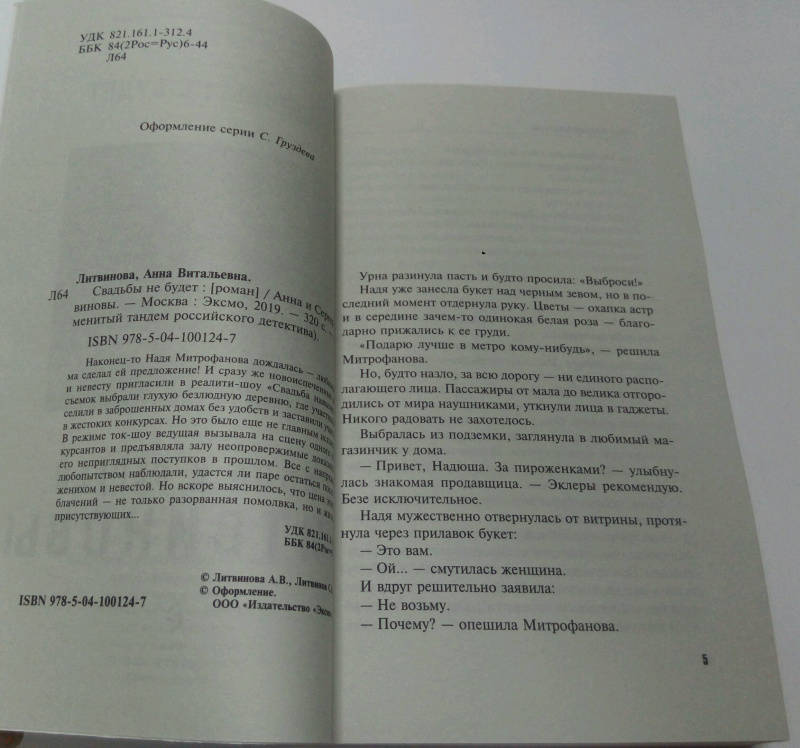 УДК 821.161.1-312.4
ББК 84(2Рос=Рус)6-44
Л64
Оформление серии С. Груздева
Литвинова, Анна Витальевна.
Л64 Свадьбы не будет : [роман] / Анна и Серг
виновы. — Москва : Эксмо, 2019. — 320 с. —
менитый тандем российского детектива).
ISBN 978-5-04-100124-7
Наконец-то Надя Митрофанова дождалась — люби
ма сделал ей предложение! И сразу же новоиспеченных
и невесту пригласили в реалити-шоу «Свадьба
съемок выбрали глухую безлюдную деревню, где участн
селили в заброшенных домах без удобств и заставили
в жестоких конкурсах. Но это было еще не главным
В режиме ток-шоу ведущая вызывала на сцену одного
курсантов и предъявляла залу неопровержимые доказа
его неприглядных поступков в прошлом. Все с напря
любопытством наблюдали, удастся ли паре остаться
женихом и невестой. Но вскоре выяснилось, что цена
блачений — не только разорванная помолвка, но и
присутствующих...
УДК 821.161.1
ББК 84(2Рос=
© Литвинова А.В., Литвинов С.
© Оформление.
ООО «Издательство «Эксмо
ISBN 978-5-04-100124-7
Урна разинула пасть и будто просила: «Выброси!»
Надя уже занесла букет над черным зевом, но в по-
следний момент отдернула руку. Цветы — охапка астр
и в середине зачем-то одинокая белая роза — благо-
дарно прижались к ее груди.
«Подарю лучше в метро кому-нибудь», — решила
Митрофанова.
Но, будто назло, за всю дорогу — ни единого распо-
лагающего лица. Пассажиры от мала до велика отгоро-
дились от мира наушниками, уткнули лица в гаджеты.
Никого радовать не захотелось.
Выбралась из подземки, заглянула в любимый ма-
газинчик у дома.
— Привет, Надюша. За пироженками? — улыбну-
лась знакомая продавщица. — Эклеры рекомендую.
Безе исключительное.
Надя мужественно отвернулась от витрины, протя-
нула через прилавок букет:
— Это вам.
— Ой... — смутилась женщина.
И вдруг решительно заявила:
— Не возьму.
— Почему? — опешила Митрофанова.
5